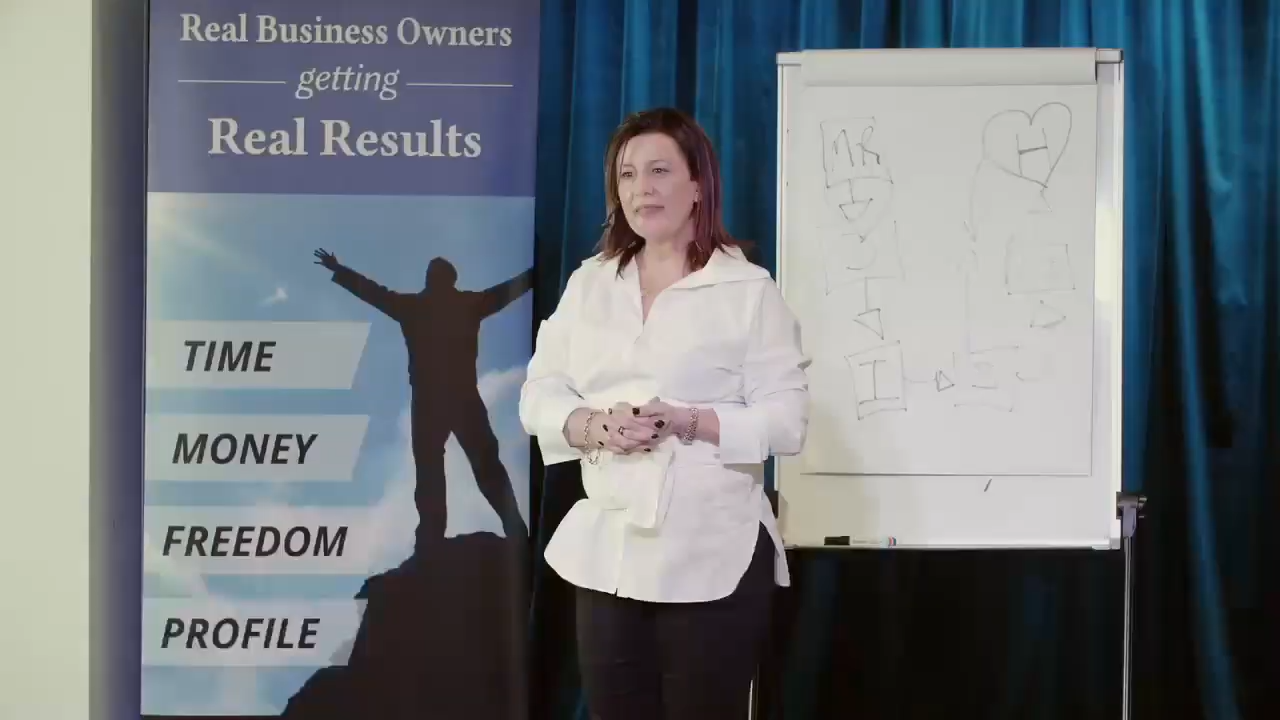 Real Business Owners
getting
Real Results
TIME
MONEY
FREEDOM
PROFILE
H
I